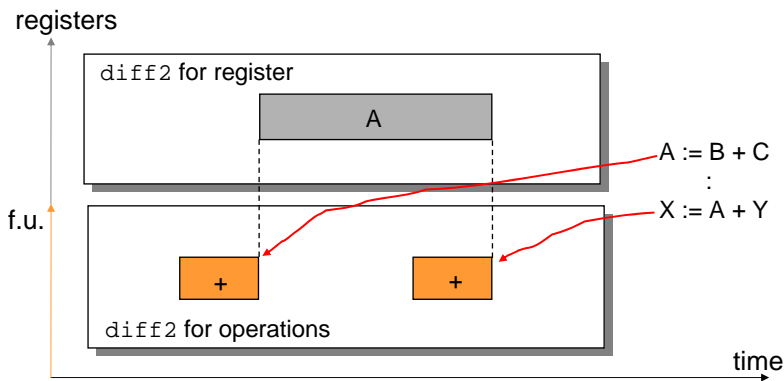 registers
diff2 for register
A
A := B + C
:
X := A + Y
f.u.
+ +
diff2 for operations
time